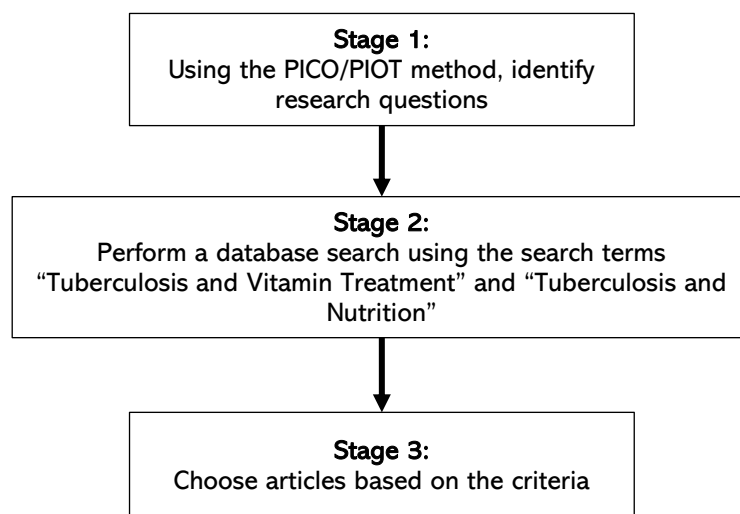 Stage 1:
Using the PICO/PIOT method, identify
research questions
Stage 2:
Perform a database search using the search terms
“Tuberculosis and Vitamin Treatment” and “Tuberculosis and
Nutrition”
Stage 3:
Choose articles based on the criteria